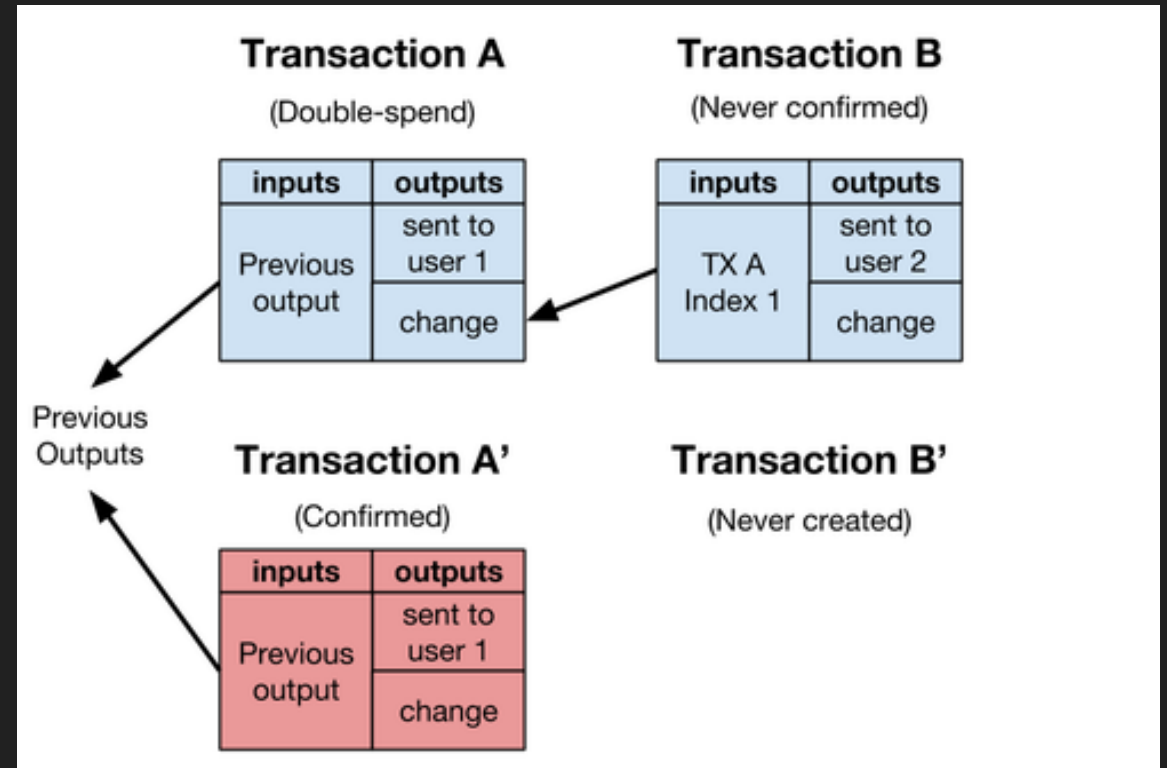 Transaction A
(Double-spend)
inputs
outputs
Previous
output
sent to
user 1
change
Transaction B
(Never confirmed)
inputs
outputs
TX A
Index 1
sent to
user 2
change
Previous
Outputs
Transaction A’
(Confirmed)
inputs
outputs
Previous
output
sent to
user 1
change
Transaction B’
(Never created)